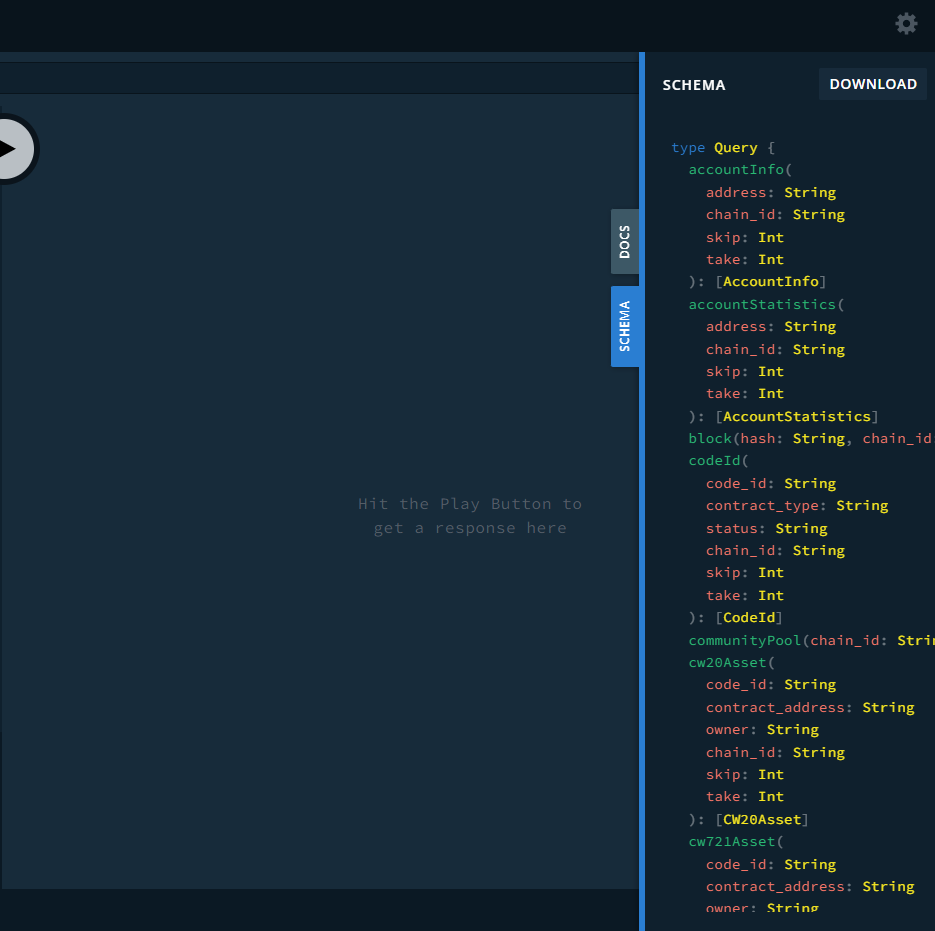 SCHEMA
DOWNLOAD
type Query {
accountInfo(
address: String
chain_id: String
skip: Int
take: Int
): [AccountInfo]
accountStatistics(
address: String
chain_id: String
skip: Int
take: Int
): [AccountStatistics]
block(hash: String, chain_id
codeId(
code_id: String
contract_type: String
status: String
chain_id: String
skip: Int
take: Int
): [CodeId]
communityPool(chain_id: Strin
cw20Asset(
code_id: String
contract_address: String
owner: String
chain_id: String
skip: Int
take: Int
): [CW20Asset]
cw721Asset(
code_id: String
contract_address: String
owner: String
DOCS
SCHEMA
Hit the Play Button to
get a response here